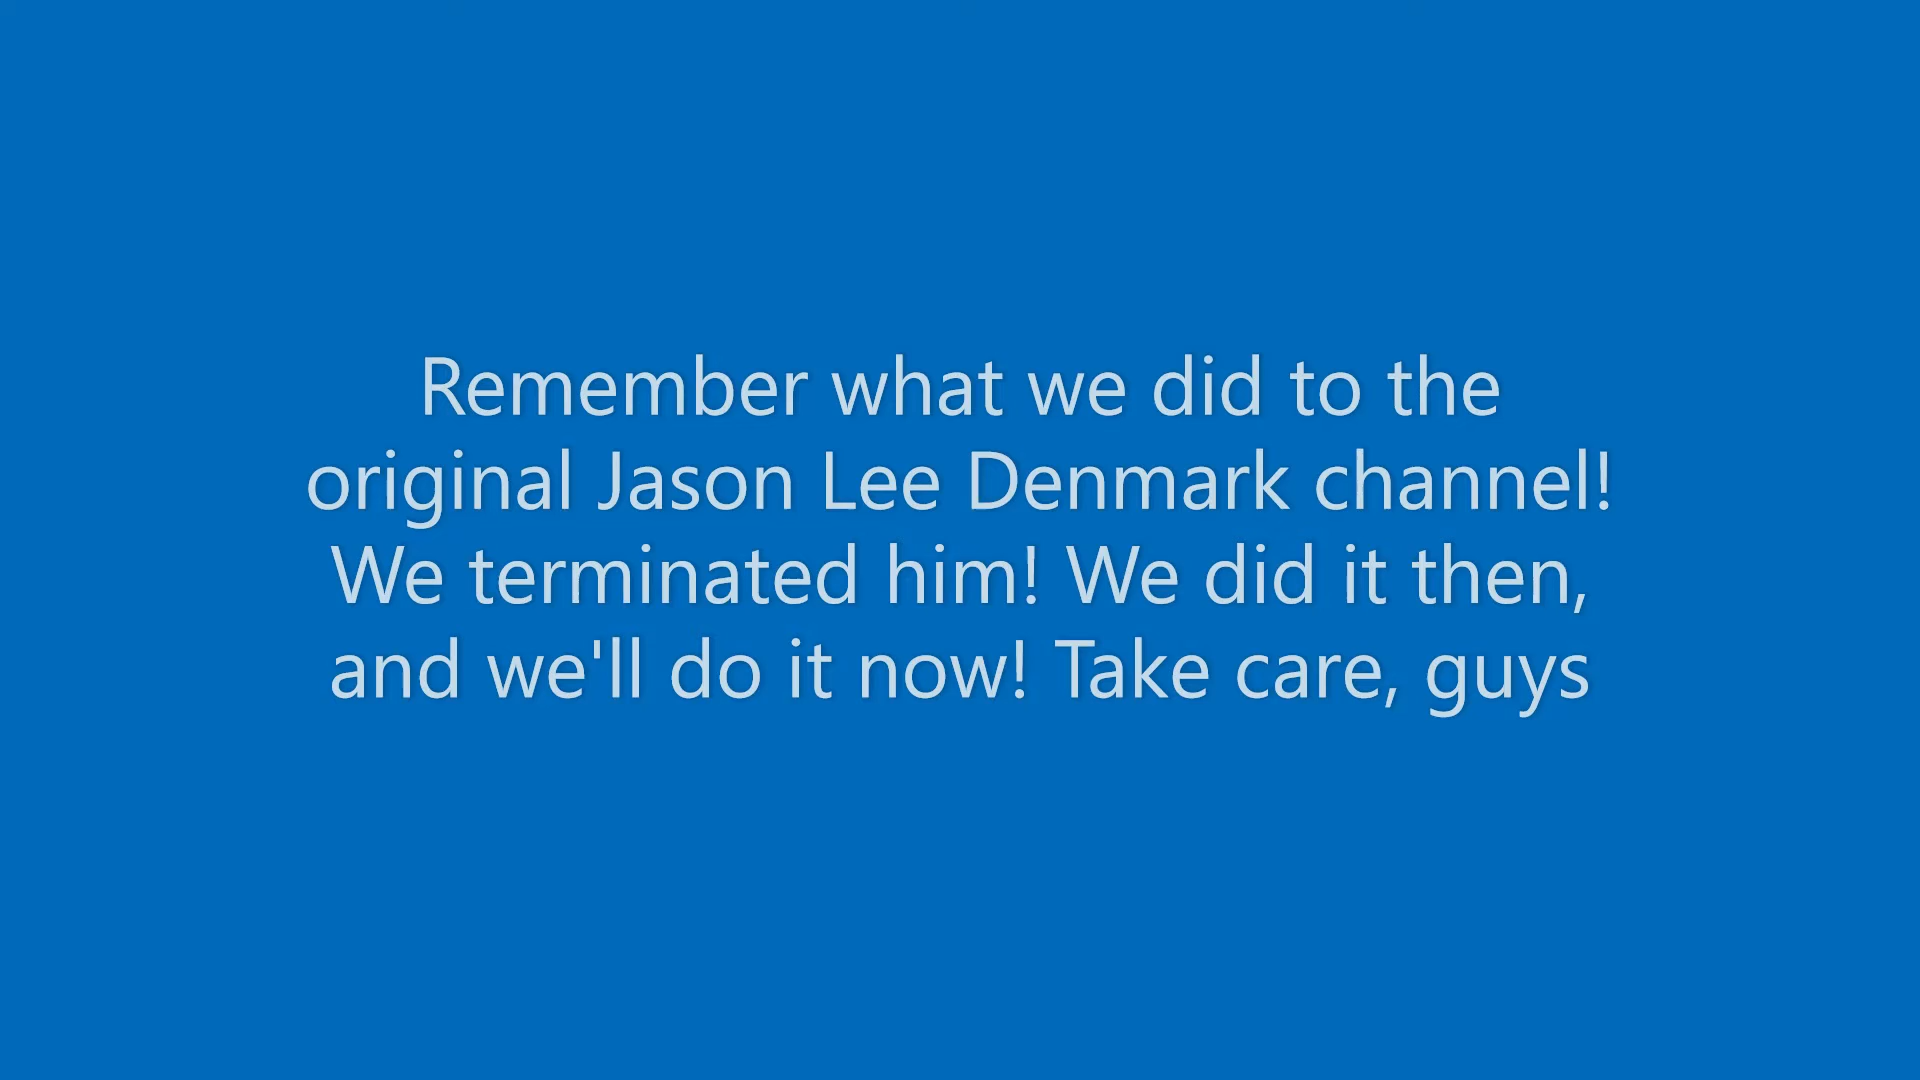 Remember what we did to the
original Jason Lee Denmark channel!
We terminated him! We did it then,
and we'll do it now! Take care, guys